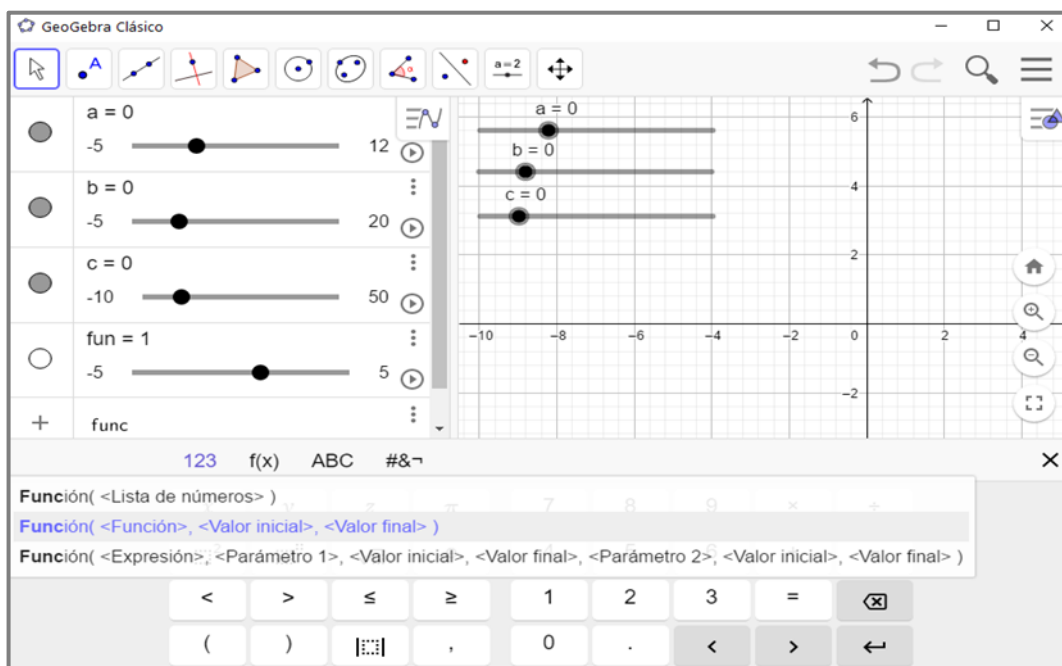 GeoGebra Clásico
a=2
a = 0
-5 12
b = 0
-5 20
c = 0
-10 50
fun = 1
-5 5
+ func
a = 0
b = 0
c = 0
6
4
2
-10 -8 -6 -4 -2 0 2 4
-2
123 f(x) ABC #&¬
Función( <Lista de números> )
Función( <Función>, <Valor inicial>, <Valor final> )
Función( <Expresión>, <Parámetro 1>, <Valor inicial>, <Valor final>, <Parámetro 2>, <Valor inicial>, <Valor final> )
< > ≤ ≥ 1 2 3 =
( ) , 0 . < >